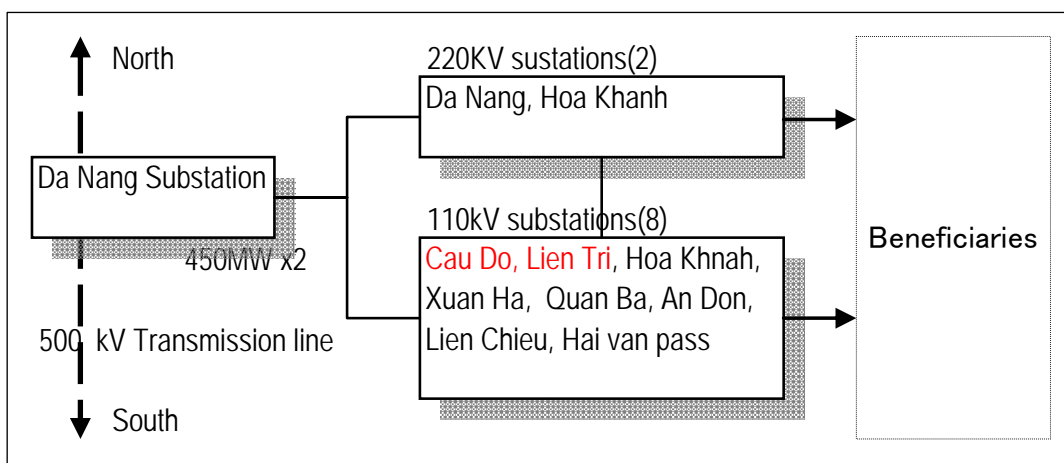 North
220KV sustations(2)
Da Nang, Hoa Khanh
Da Nang Substation
450MW x2
110kV substations(8)
Cau Do, Lien Tri, Hoa Khnah,
Xuan Ha, Quan Ba, An Don,
Lien Chieu, Hai van pass
Beneficiaries
500 kV Transmission line
South